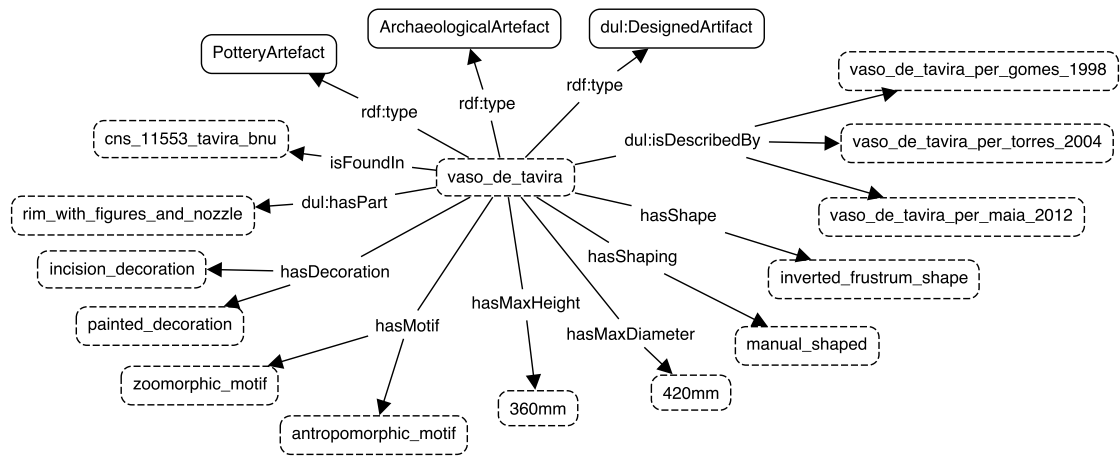 ArchaeologicalArtefact
dul:DesignedArtifact
PotteryArtefact
vaso_de_tavira_per_gomes_1998
rdf:type
rdf:type
rdf:type
cns_11553_tavira_bnu
dul:isDescribedBy
vaso_de_tavira_per_torres_2004
isFoundIn
vaso_de_tavira
dul:hasPart
rim_with_figures_and_nozzle
hasShape
vaso_de_tavira_per_maia_2012
hasShaping
incision_decoration
hasDecoration
inverted_frustrum_shape
hasMaxHeight
painted_decoration
hasMotif
hasMaxDiameter
manual_shaped
zoomorphic_motif
420mm
360mm
antropomorphic_motif